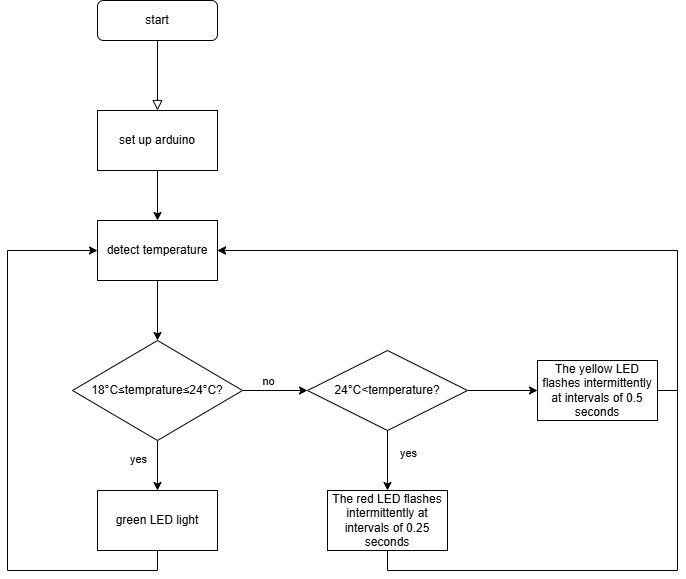 start
set up arduino
detect temperature
18°C≤temprature≤24°C?
no
24°C<temperature?
The yellow LED
flashes intermittently
at intervals of 0.5
seconds
yes
yes
green LED light
The red LED flashes
intermittently at
intervals of 0.25
seconds